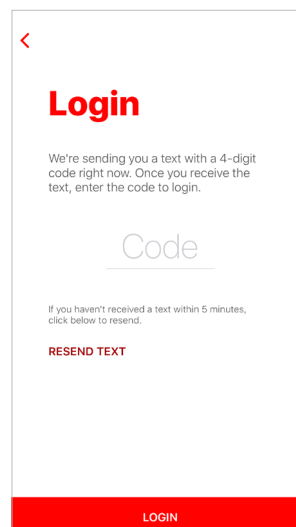 Login
We're sending you a text with a 4-digit
code right now. Once you receive the
text, enter the code to login.
Code
If you haven't received a text within 5 minutes,
click below to resend.
RESEND TEXT
LOGIN